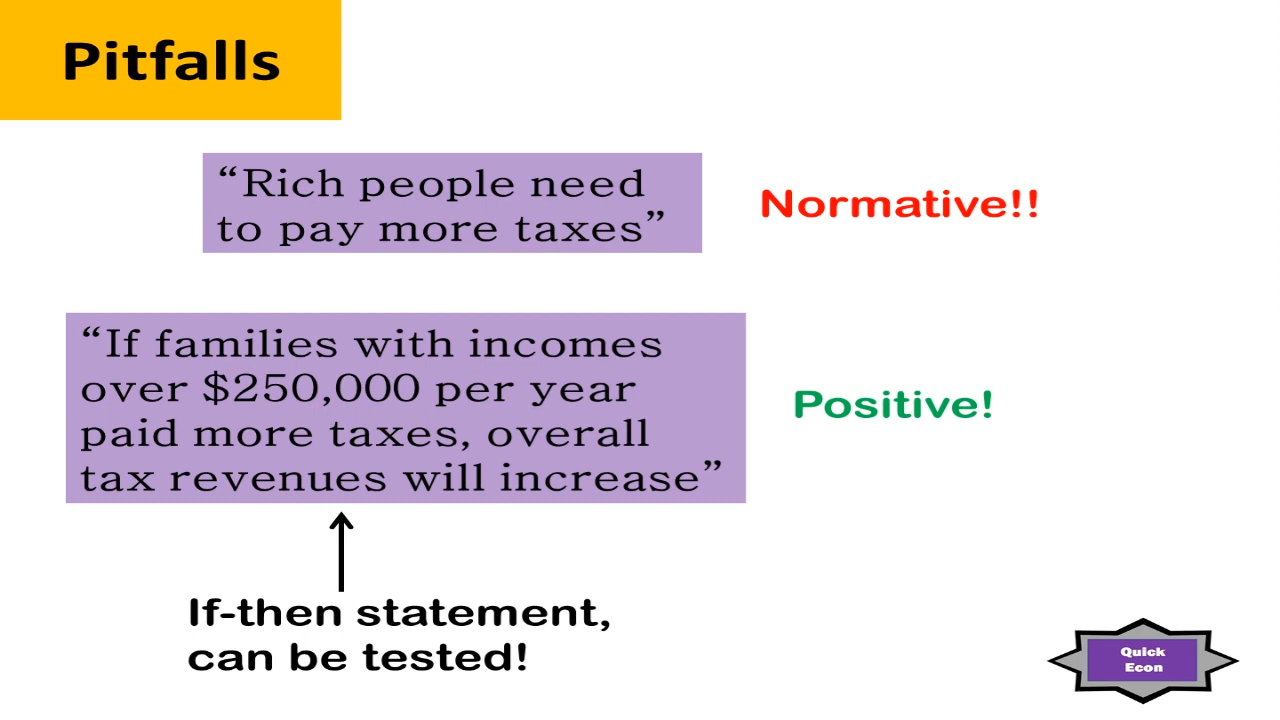 Pitfalls
“Rich people need
to pay more taxes”
Normative!!
“If families with incomes
over $250,000 per year
paid more taxes, overall
tax revenues will increase”
Positive!
If-then statement,
can be tested!
Quick
Econ